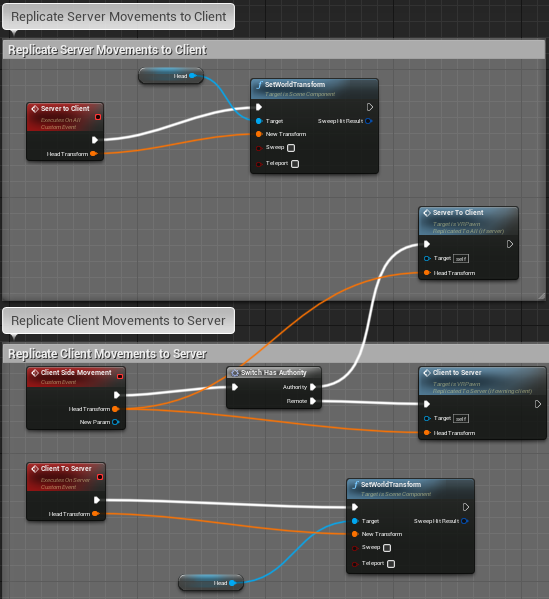 Replicate Server Movements to Client
Replicate Server Movements to Client
Head
SetWorldTransform
Target is Scene Component
Server to Client
Executes On All
Custom Event
Head Transform
Target
Sweep Hit Result
New Transform
Sweep
Teleport
Server To Client
Target is VRPawn
Replicated To All (if server)
Target self
Head Transform
Replicate Client Movements to Server
Replicate Client Movements to Server
Client Side Movement
Custom Event
Head Transform
New Param
Switch Has Authority
Authority
Remote
Client to Server
Target is VRPawn
Replicated To Server (if owning client)
Target self
Head Transform
Client To Server
Executes On Server
Custom Event
Head Transform
SetWorldTransform
Target is Scene Component
Target
Sweep Hit Result
New Transform
Sweep
Teleport
Head